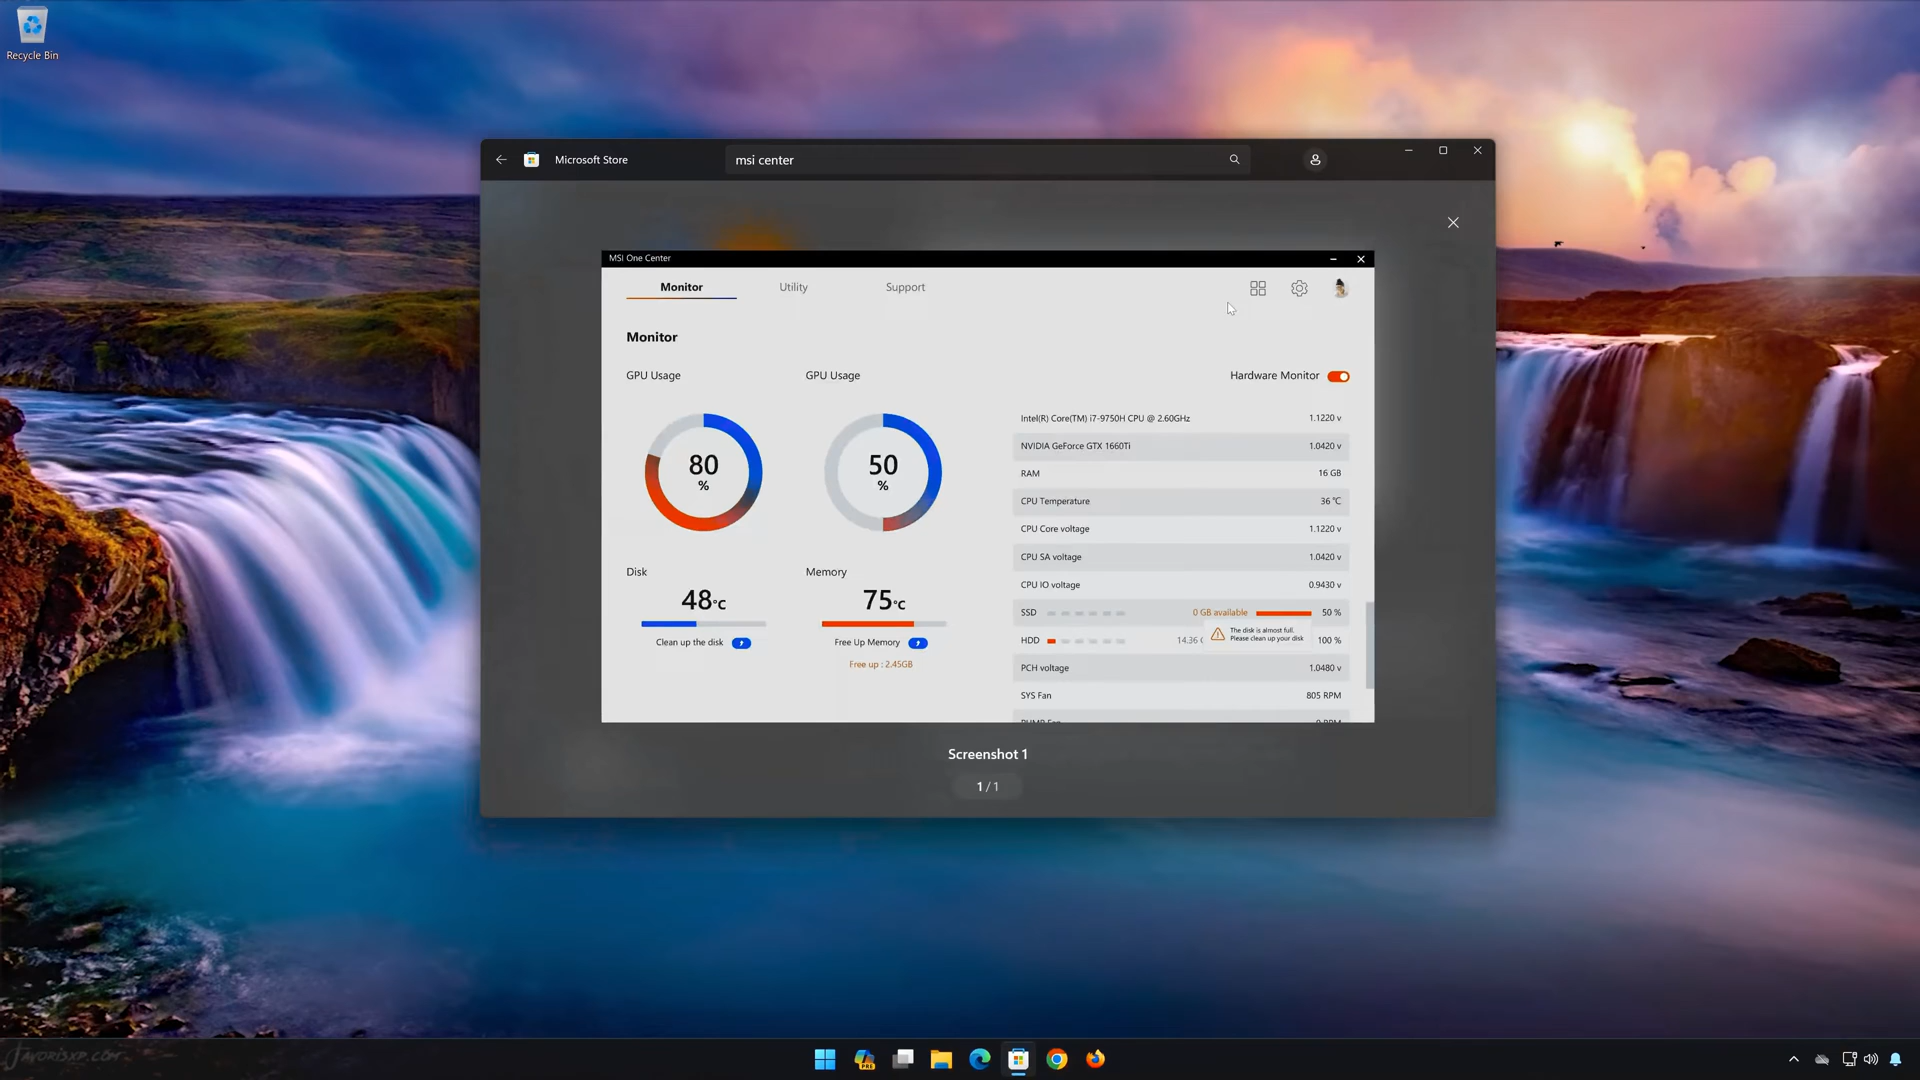 Recycle Bin
Microsoft Store
msi center
MSI One Center
Monitor
Utility
Support
Monitor
GPU Usage
GPU Usage
Hardware Monitor
80
%
50
%
Intel(R) Core(TM) i7-9750H CPU @ 2.60GHz 1.1220 v
NVIDIA GeForce GTX 1660Ti 1.0420 v
RAM 16 GB
CPU Temperature 36 °C
CPU Core voltage 1.1220 v
CPU SA voltage 1.0420 v
CPU IO voltage 0.9430 v
SSD 0 GB available 50 %
HDD 14.36 100 %
The disk is almost full.
Please clean up your disk
PCH voltage 1.0480 v
SYS Fan 805 RPM
Disk
48°C
Clean up the disk
Memory
75°C
Free Up Memory
Free up : 2.45GB
Screenshot 1
1 / 1
FAVORISXP.COM
PRE